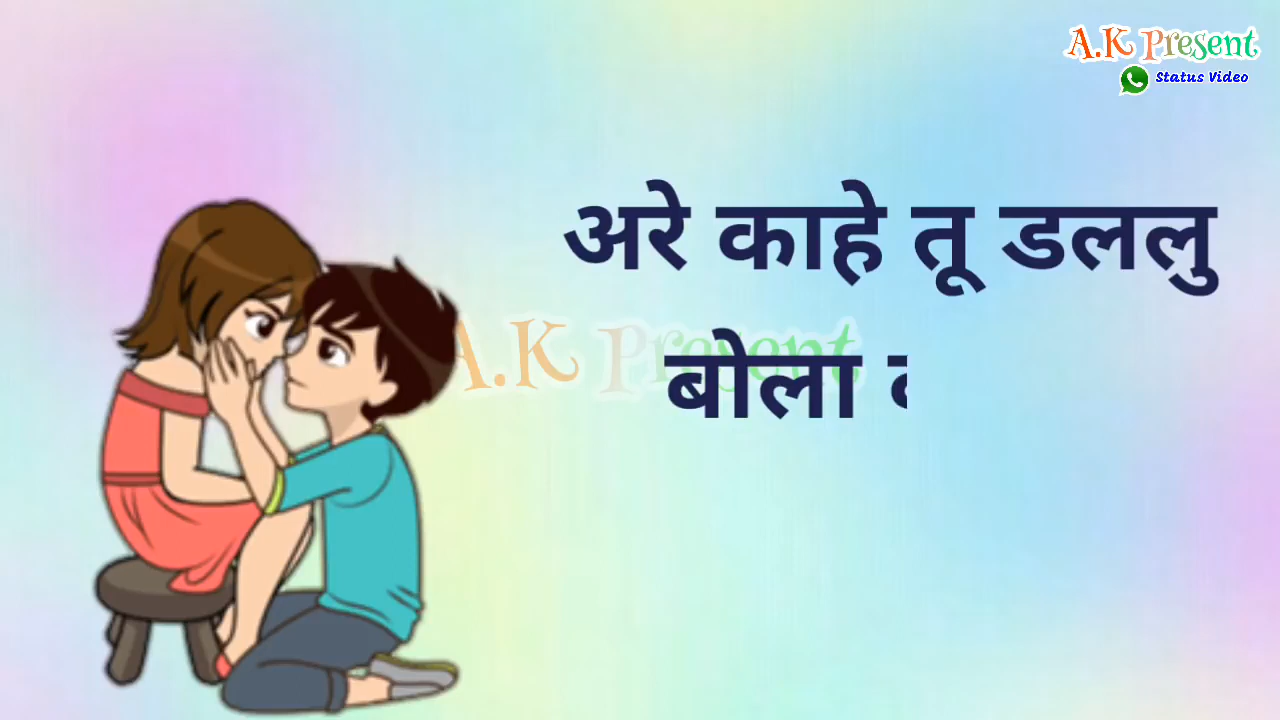 A.K Present
Status Video
अरे काहे तू डललु
A.K Present
बोला